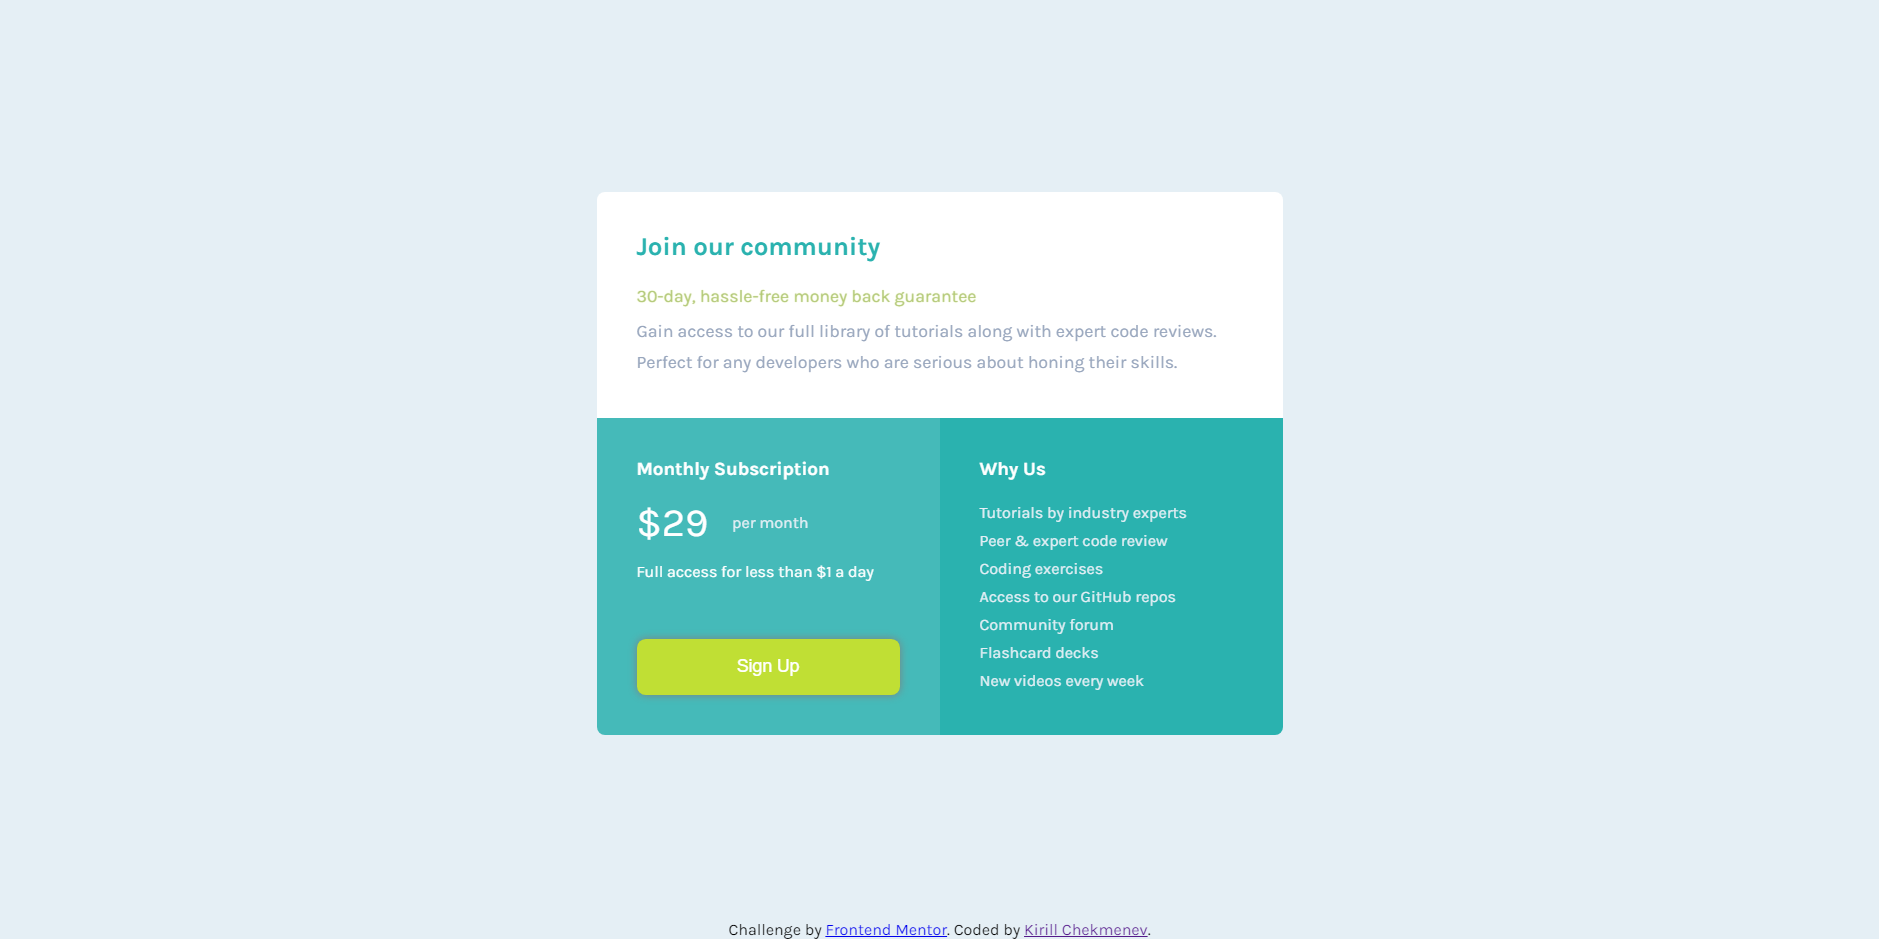 Join our community
30-day, hassle-free money back guarantee
Gain access to our full library of tutorials along with expert code reviews.
Perfect for any developers who are serious about honing their skills.
Monthly Subscription
$29 per month
Full access for less than $1 a day
Sign Up
Why Us
Tutorials by industry experts
Peer & expert code review
Coding exercises
Access to our GitHub repos
Community forum
Flashcard decks
New videos every week
Challenge by Frontend Mentor. Coded by Kirill Chekmenev.